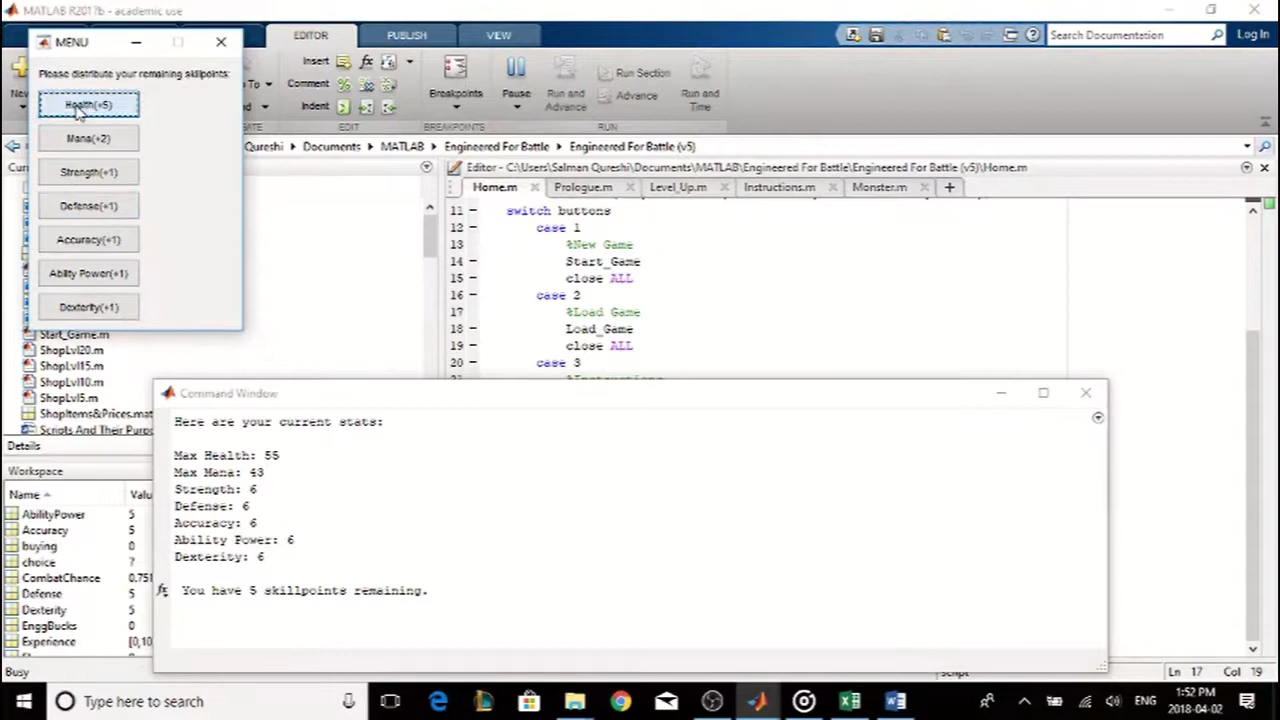 MATLAB R2017b - academic use
EDITOR
PUBLISH
VIEW
Search Documentation
Log In
MENU
Please distribute your remaining skillpoints:
Health(+5)
Mana(+2)
Strength(+1)
Defense(+1)
Accuracy(+1)
Ability Power(+1)
Dexterity(+1)
Insert
Comment
Indent
EDIT
Breakpoints
BREAKPOINTS
Pause
Run and
Advance
Run Section
Advance
Run and
Time
RUN
Qureshi
Documents
MATLAB
Engineered For Battle
Engineered For Battle (v5)
Editor - C:\Users\Salman Qureshi\Documents\MATLAB\Engineered For Battle\Engineered For Battle (v5)\Home.m
Home.m
Prologue.m
Level_Up.m
Instructions.m
Monster.m
11 switch buttons
12 case 1
13 %New Game
14 Start_Game
15 close ALL
16 case 2
17 %Load Game
18 Load_Game
19 close ALL
20 case 3
Start_Game.m
ShopLvl20.m
ShopLvl15.m
ShopLvl10.m
ShopLvl5.m
ShopItems&Prices.mat
Scripts And Their Purpo
Details
Workspace
Name
Valu
AbilityPower 5
Accuracy 5
buying 0
choice ?
CombatChance 0.751
Defense 5
Dexterity 5
EnggBucks 0
Experience [0,10
Command Window
Here are your current stats:
Max Health: 55
Max Mana: 43
Strength: 6
Defense: 6
Accuracy: 6
Ability Power: 6
Dexterity: 6
fx You have 5 skillpoints remaining.
Busy
script
Ln 17 Col 19
Type here to search
ENG
1:52 PM
2018-04-02